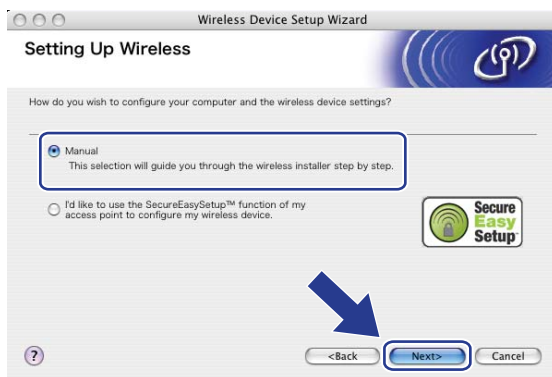 Wireless Device Setup Wizard
Setting Up Wireless
How do you wish to configure your computer and the wireless device settings?
Manual
This selection will guide you through the wireless installer step by step.
I'd like to use the SecureEasySetup™ function of my
access point to configure my wireless device.
Secure
Easy
Setup
?
<Back
Next>
Cancel